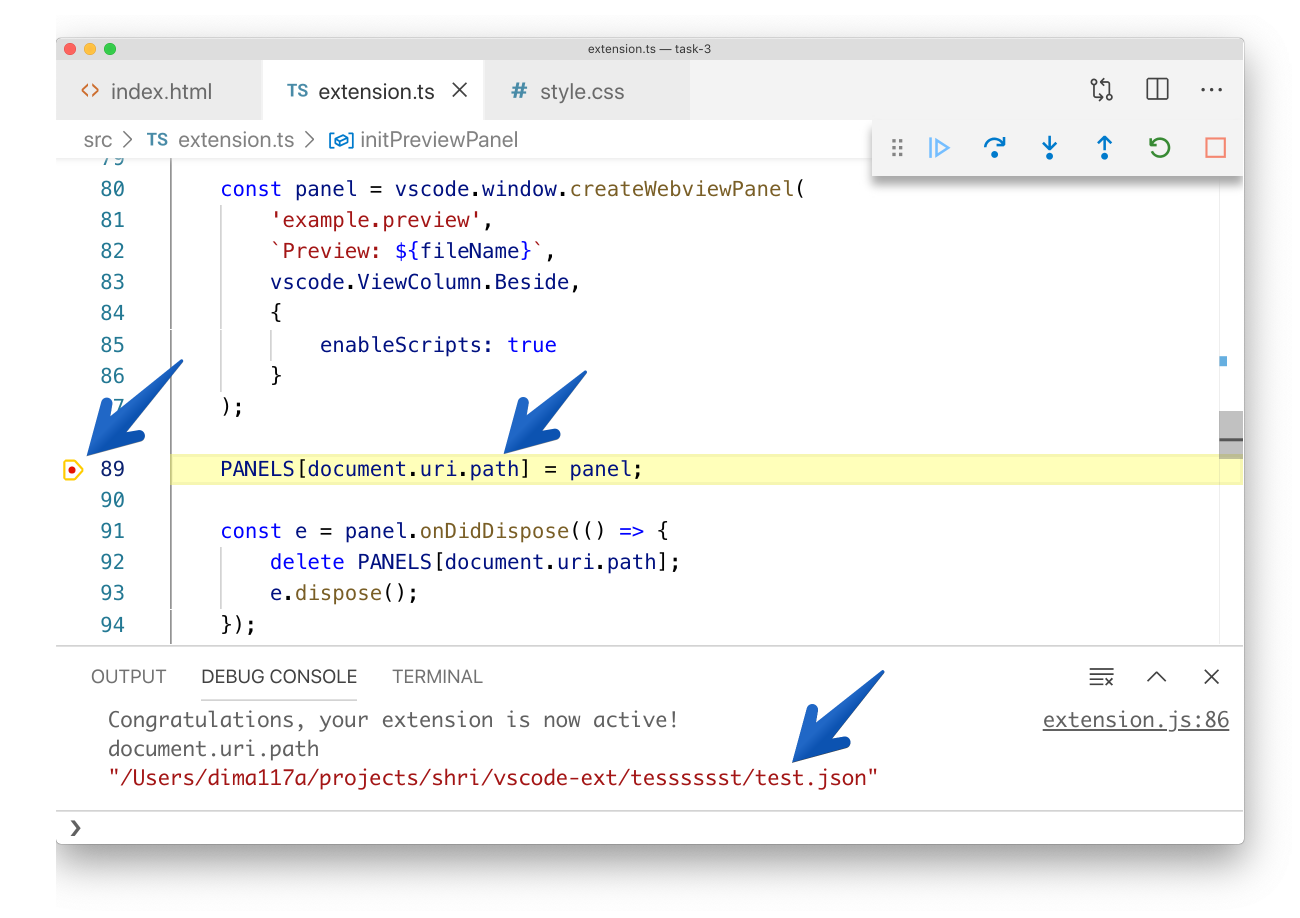 extension.ts — task-3
<> index.html TS extension.ts # style.css
src > TS extension.ts > initPreviewPanel
79
80 const panel = vscode.window.createWebviewPanel(
81 'example.preview',
82 `Preview: ${fileName}`,
83 vscode.ViewColumn.Beside,
84 {
85 enableScripts: true
86 }
7 );
89 PANELS[document.uri.path] = panel;
90
91 const e = panel.onDidDispose(() => {
92 delete PANELS[document.uri.path];
93 e.dispose();
94 });
OUTPUT DEBUG CONSOLE TERMINAL
Congratulations, your extension is now active! extension.js:86
document.uri.path
"/Users/dima117a/projects/shri/vscode-ext/tesssssst/test.json"
❯